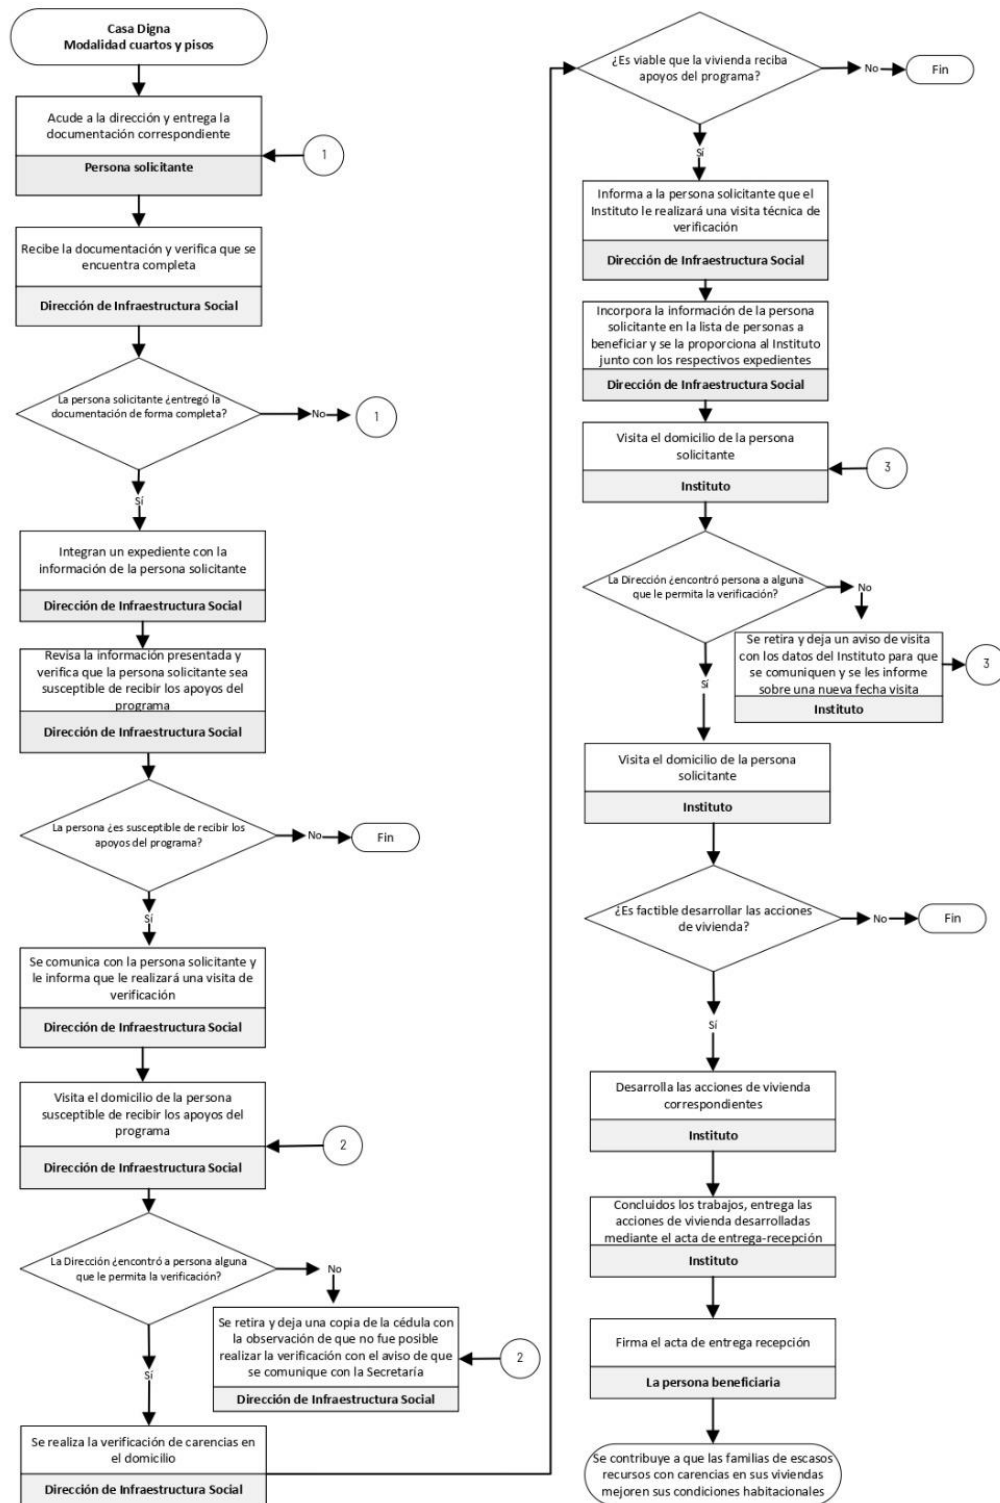 Casa Digna
Modalidad cuartos y pisos
Acude a la dirección y entrega la
documentación correspondiente
Persona solicitante
1
Recibe la documentación y verifica que se
encuentra completa
Dirección de Infraestructura Social
La persona solicitante ¿entregó la
documentación de forma completa?
No
1
Sí
Integran un expediente con la
información de la persona solicitante
Dirección de Infraestructura Social
Revisa la información presentada y
verifica que la persona solicitante sea
susceptible de recibir los apoyos del
programa
Dirección de Infraestructura Social
La persona ¿es susceptible de recibir los
apoyos del programa?
No
Fin
Sí
Se comunica con la persona solicitante y
le informa que le realizará una visita de
verificación
Dirección de Infraestructura Social
Visita el domicilio de la persona
susceptible de recibir los apoyos del
programa
Dirección de Infraestructura Social
2
La Dirección ¿encontró a persona alguna
que le permita la verificación?
No
Se retira y deja una copia de la cédula con
la observación de que no fue posible
realizar la verificación con el aviso de que
se comunique con la Secretaría
Dirección de Infraestructura Social
2
Sí
Se realiza la verificación de carencias en
el domicilio
Dirección de Infraestructura Social
¿Es viable que la vivienda reciba
apoyos del programa?
No
Fin
Sí
Informa a la persona solicitante que el
Instituto le realizará una visita técnica de
verificación
Dirección de Infraestructura Social
Incorpora la información de la persona
solicitante en la lista de personas a
beneficiar y se la proporciona al Instituto
junto con los respectivos expedientes
Dirección de Infraestructura Social
Visita el domicilio de la persona
solicitante
Instituto
3
La Dirección ¿encontró persona a alguna
que le permita la verificación?
No
Se retira y deja un aviso de visita
con los datos del Instituto para que
se comuniquen y se les informe
sobre una nueva fecha visita
Instituto
3
Sí
Visita el domicilio de la persona
solicitante
Instituto
¿Es factible desarrollar las acciones
de vivienda?
No
Fin
Sí
Desarrolla las acciones de vivienda
correspondientes
Instituto
Concluidos los trabajos, entrega las
acciones de vivienda desarrolladas
mediante el acta de entrega-recepción
Instituto
Firma el acta de entrega recepción
La persona beneficiaria
Se contribuye a que las familias de escasos
recursos con carencias en sus viviendas
mejoren sus condiciones habitacionales